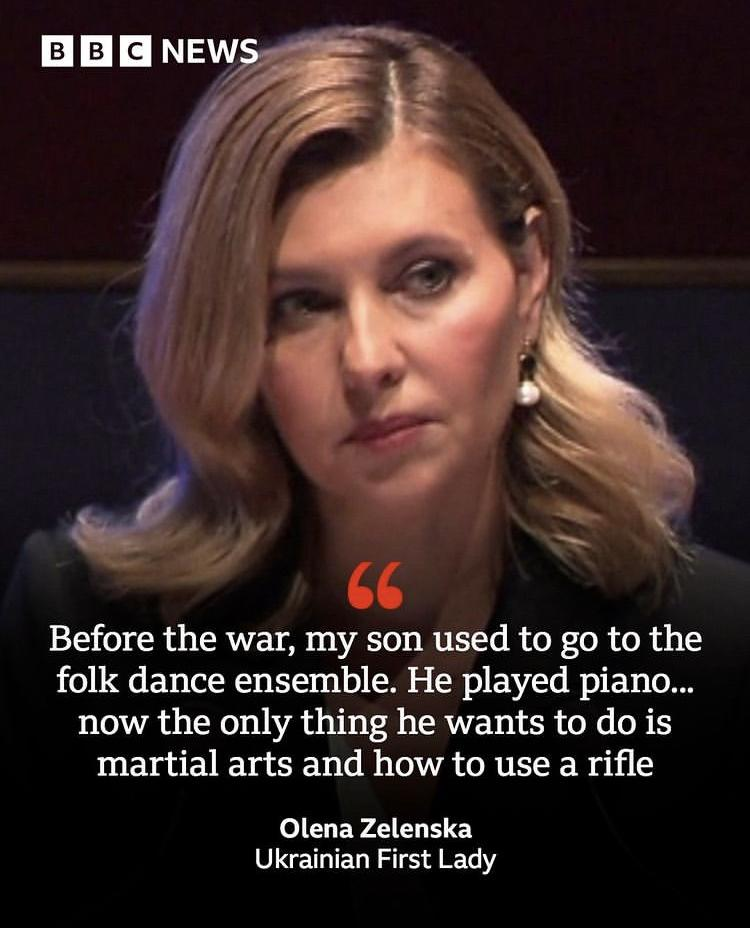 BBC NEWS
“
Before the war, my son used to go to the
folk dance ensemble. He played piano...
now the only thing he wants to do is
martial arts and how to use a rifle
Olena Zelenska
Ukrainian First Lady